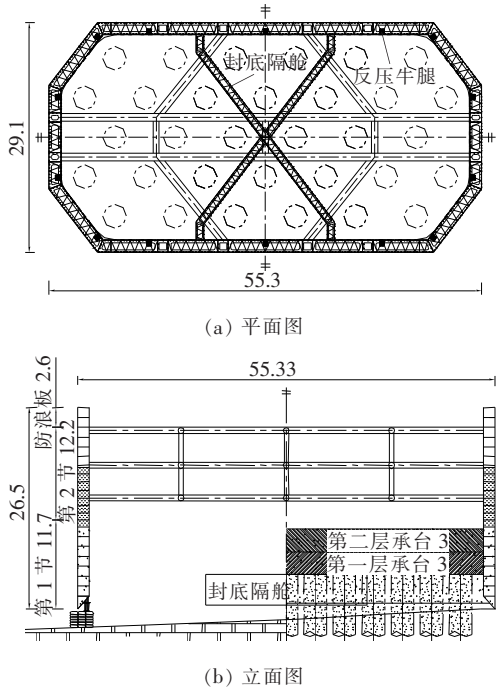 封底隔舱
反压牛腿
29.1
55.3
(a) 平面图
55.33
防浪板 2.6
第 2 节 12.2
26.5
第 1 节 11.7
第二层承台 3
第一层承台 3
封底隔舱
(b) 立面图